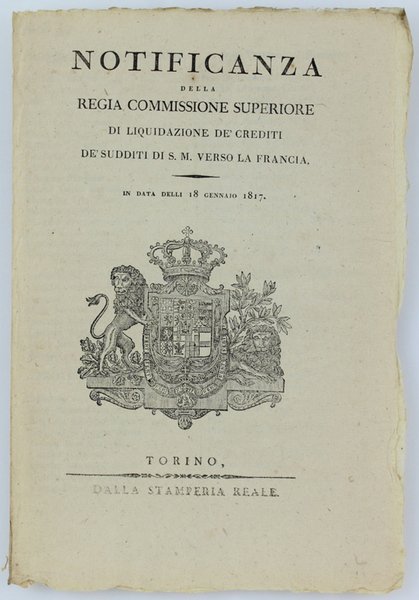 NOTIFICANZA
DELLA
REGIA COMMISSIONE SUPERIORE
DI LIQUIDAZIONE DE' CREDITI
DE' SUDDITI DI S. M. VERSO LA FRANCIA.
IN DATA DELLI 18 GENNAIO 1817.
TORINO,
DALLA STAMPERIA REALE.